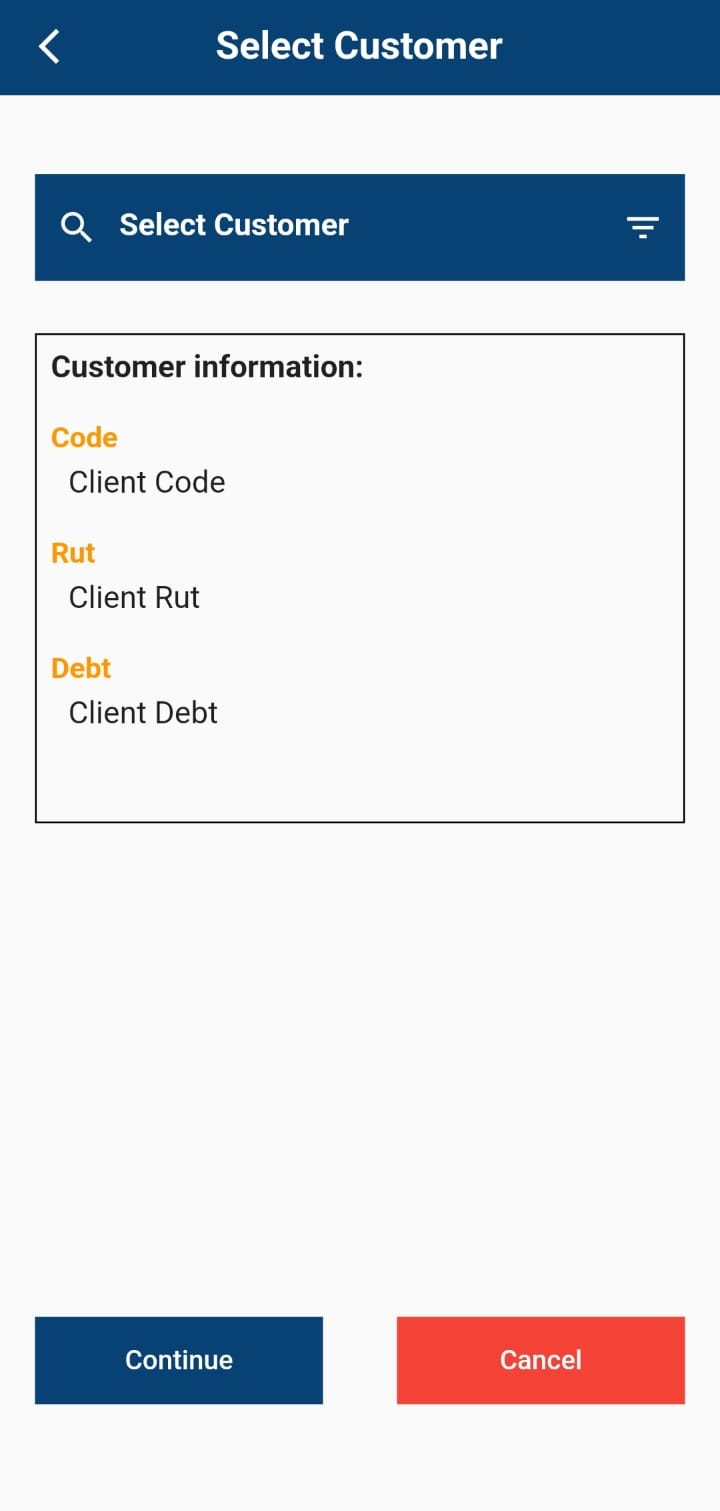 Select Customer
Select Customer
Customer information:
Code
Client Code
Rut
Client Rut
Debt
Client Debt
Continue
Cancel